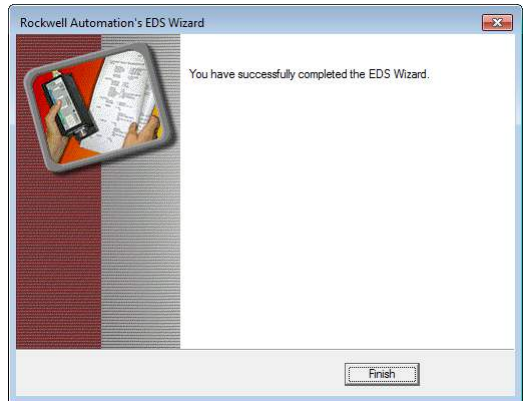 Rockwell Automation's EDS Wizard
You have successfully completed the EDS Wizard.
Finish